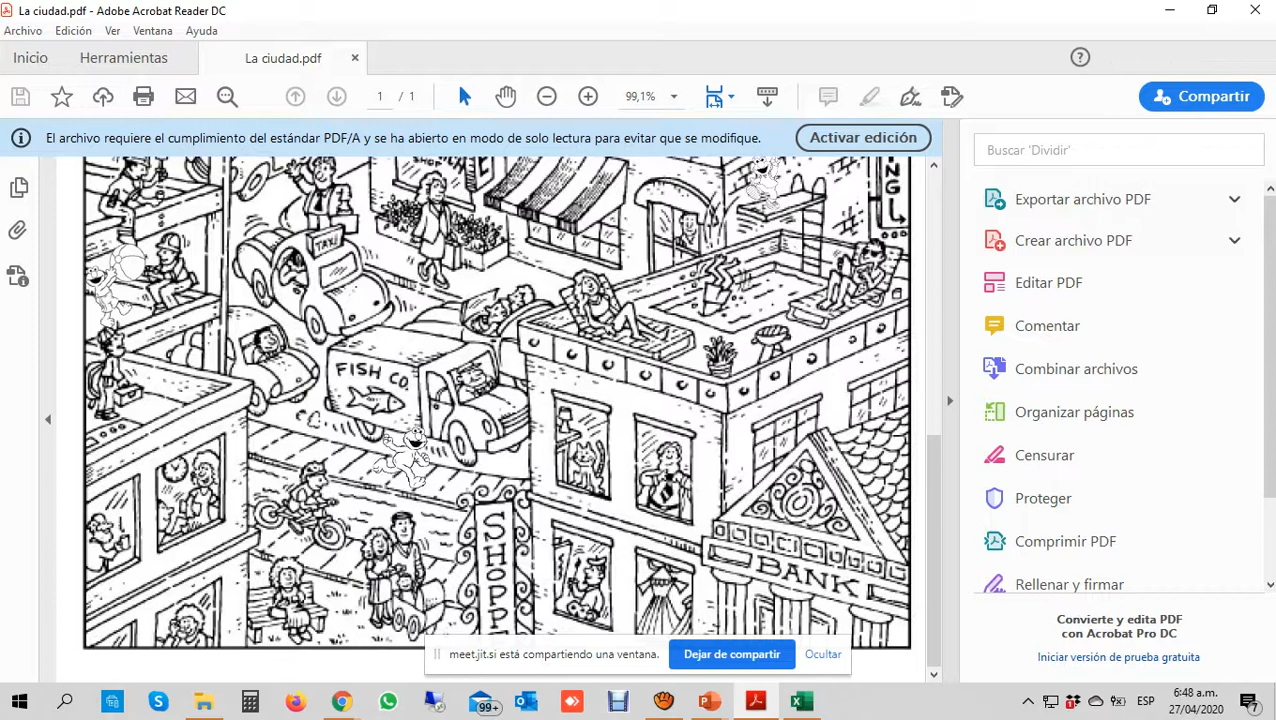 La ciudad.pdf - Adobe Acrobat Reader DC
Archivo Edición Ver Ventana Ayuda
Inicio Herramientas La ciudad.pdf
1 / 1 99,1% Compartir
El archivo requiere el cumplimiento del estándar PDF/A y se ha abierto en modo de solo lectura para evitar que se modifique. Activar edición
Buscar 'Dividir'
Exportar archivo PDF
Crear archivo PDF
Editar PDF
Comentar
Combinar archivos
Organizar páginas
Censurar
Proteger
Comprimir PDF
Rellenar y firmar
Convierte y edita PDF
con Acrobat Pro DC
Iniciar versión de prueba gratuita
SHOP
NGL
TAXI
FISH CO.
SHOPPE
BANK
meet.jit.si está compartiendo una ventana. Dejar de compartir Ocultar
99+
ESP
6:48 a.m.
27/04/2020
7